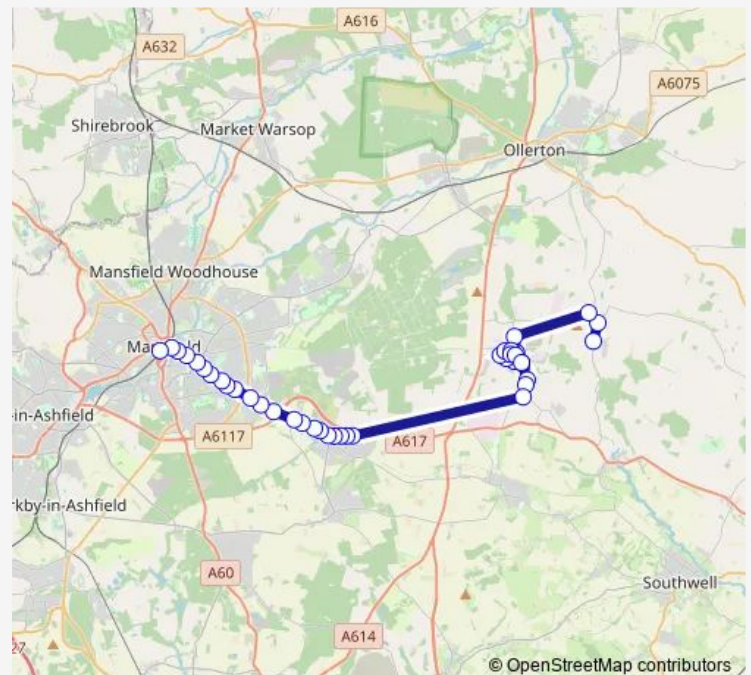 A616
A632
A6075
Shirebrook
Market Warsop
Ollerton
Mansfield Woodhouse
-in-Ashfield
A6117
A617
rkby-in-Ashfield
A60
Southwell
A614
27
© OpenStreetMap contributors